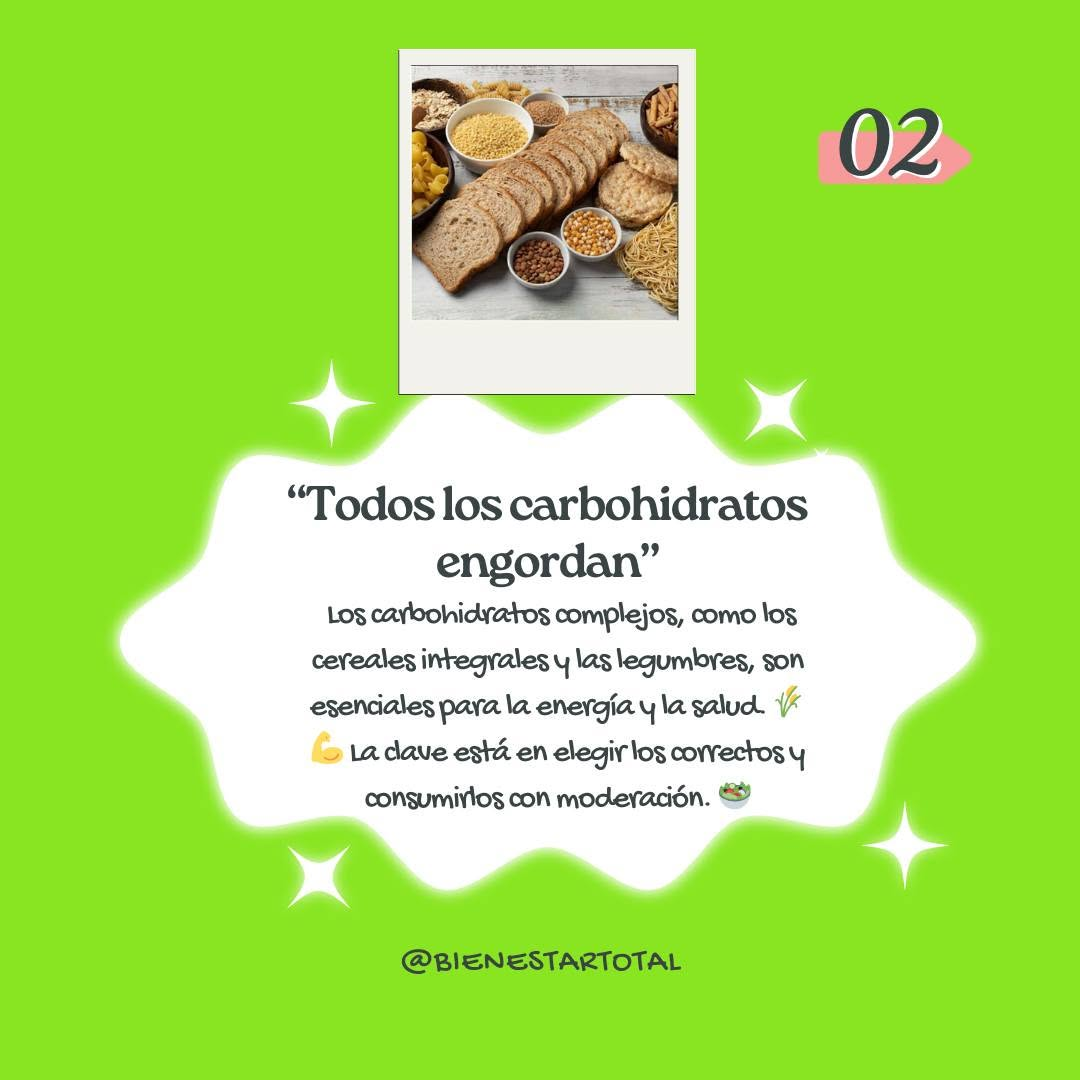 02
“Todos los carbohidratos
engordan”
Los carbohidratos complejos, como los
cereales integrales y las legumbres, son
esenciales para la energía y la salud. 🌾
💪 La clave está en elegir los correctos y
consumirlos con moderación. 🥗
@BIENESTARTOTAL